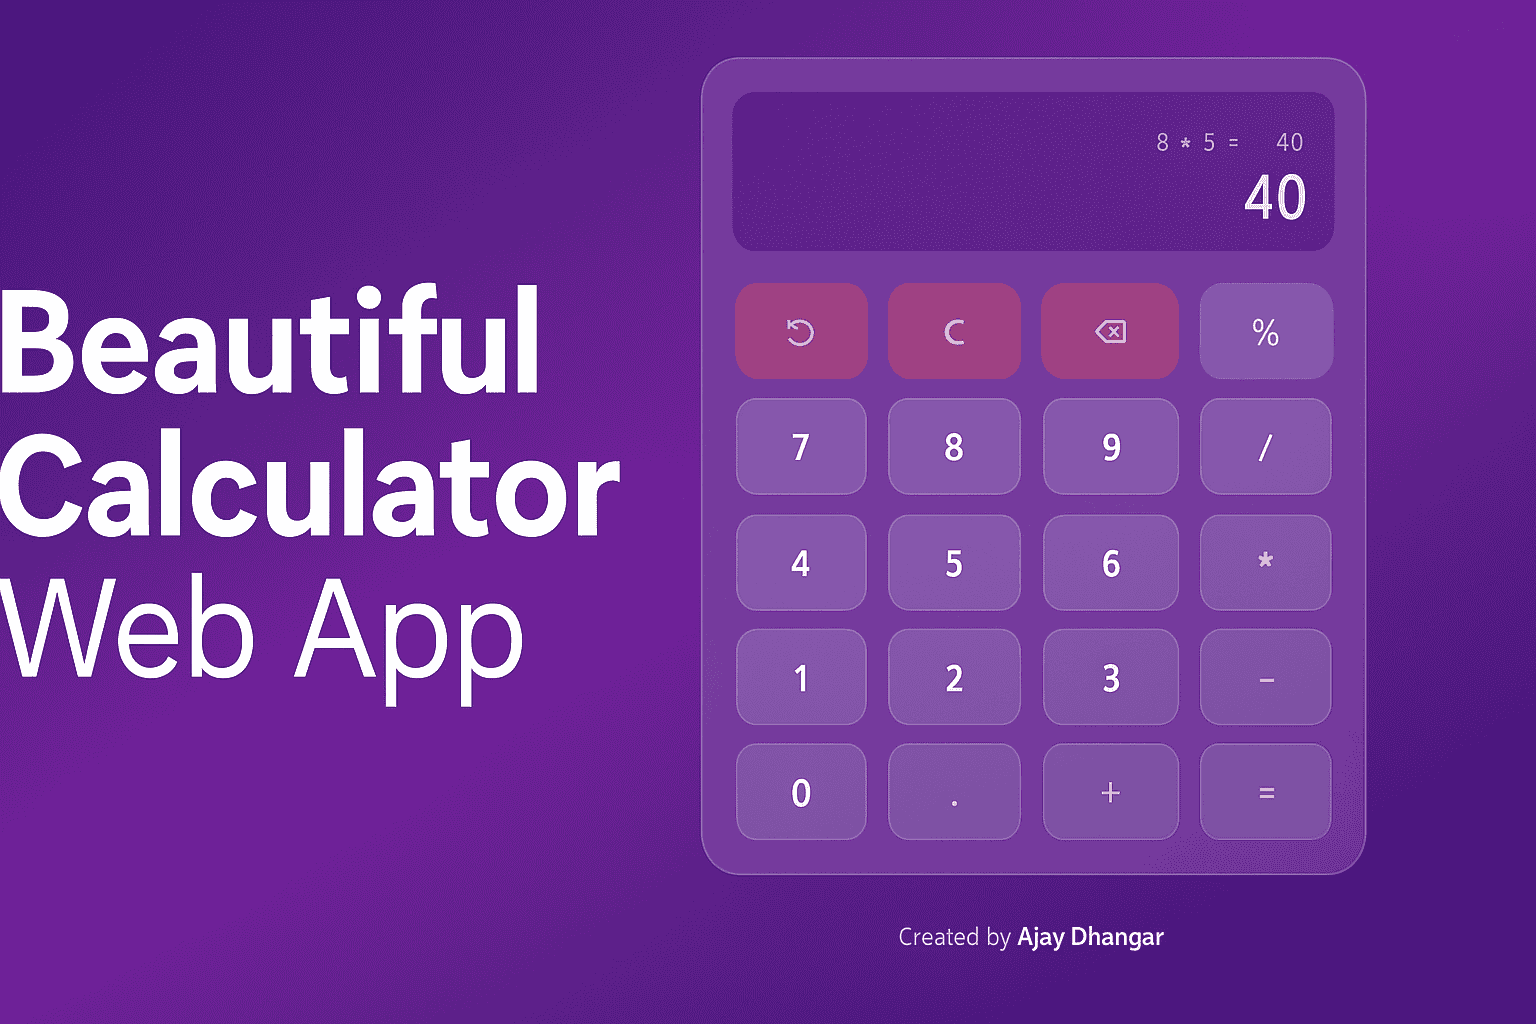 Beautiful
Calculator
Web App
8 * 5 = 40
40
C
%
7 8 9 /
4 5 6 *
1 2 3 −
0 . + =
Created by Ajay Dhangar